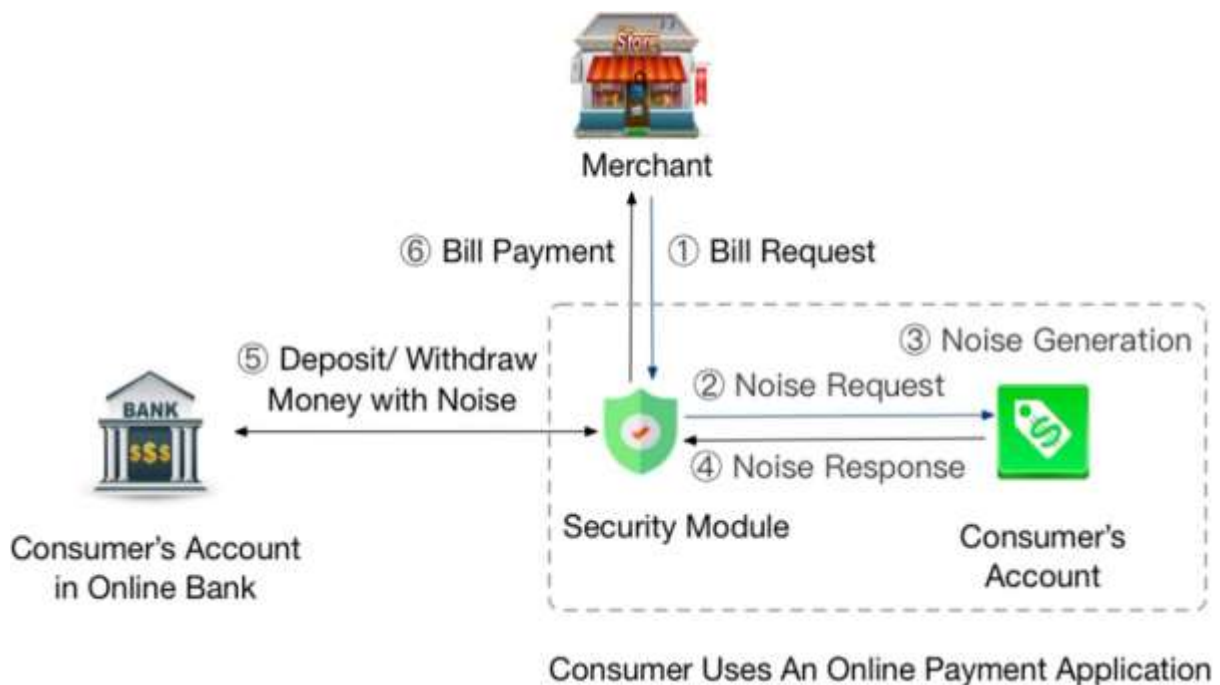 Store
Merchant
⑥ Bill Payment
① Bill Request
③ Noise Generation
⑤ Deposit/ Withdraw
Money with Noise
② Noise Request
BANK
$$$
$
④ Noise Response
Security Module
Consumer's Account
in Online Bank
Consumer's
Account
Consumer Uses An Online Payment Application